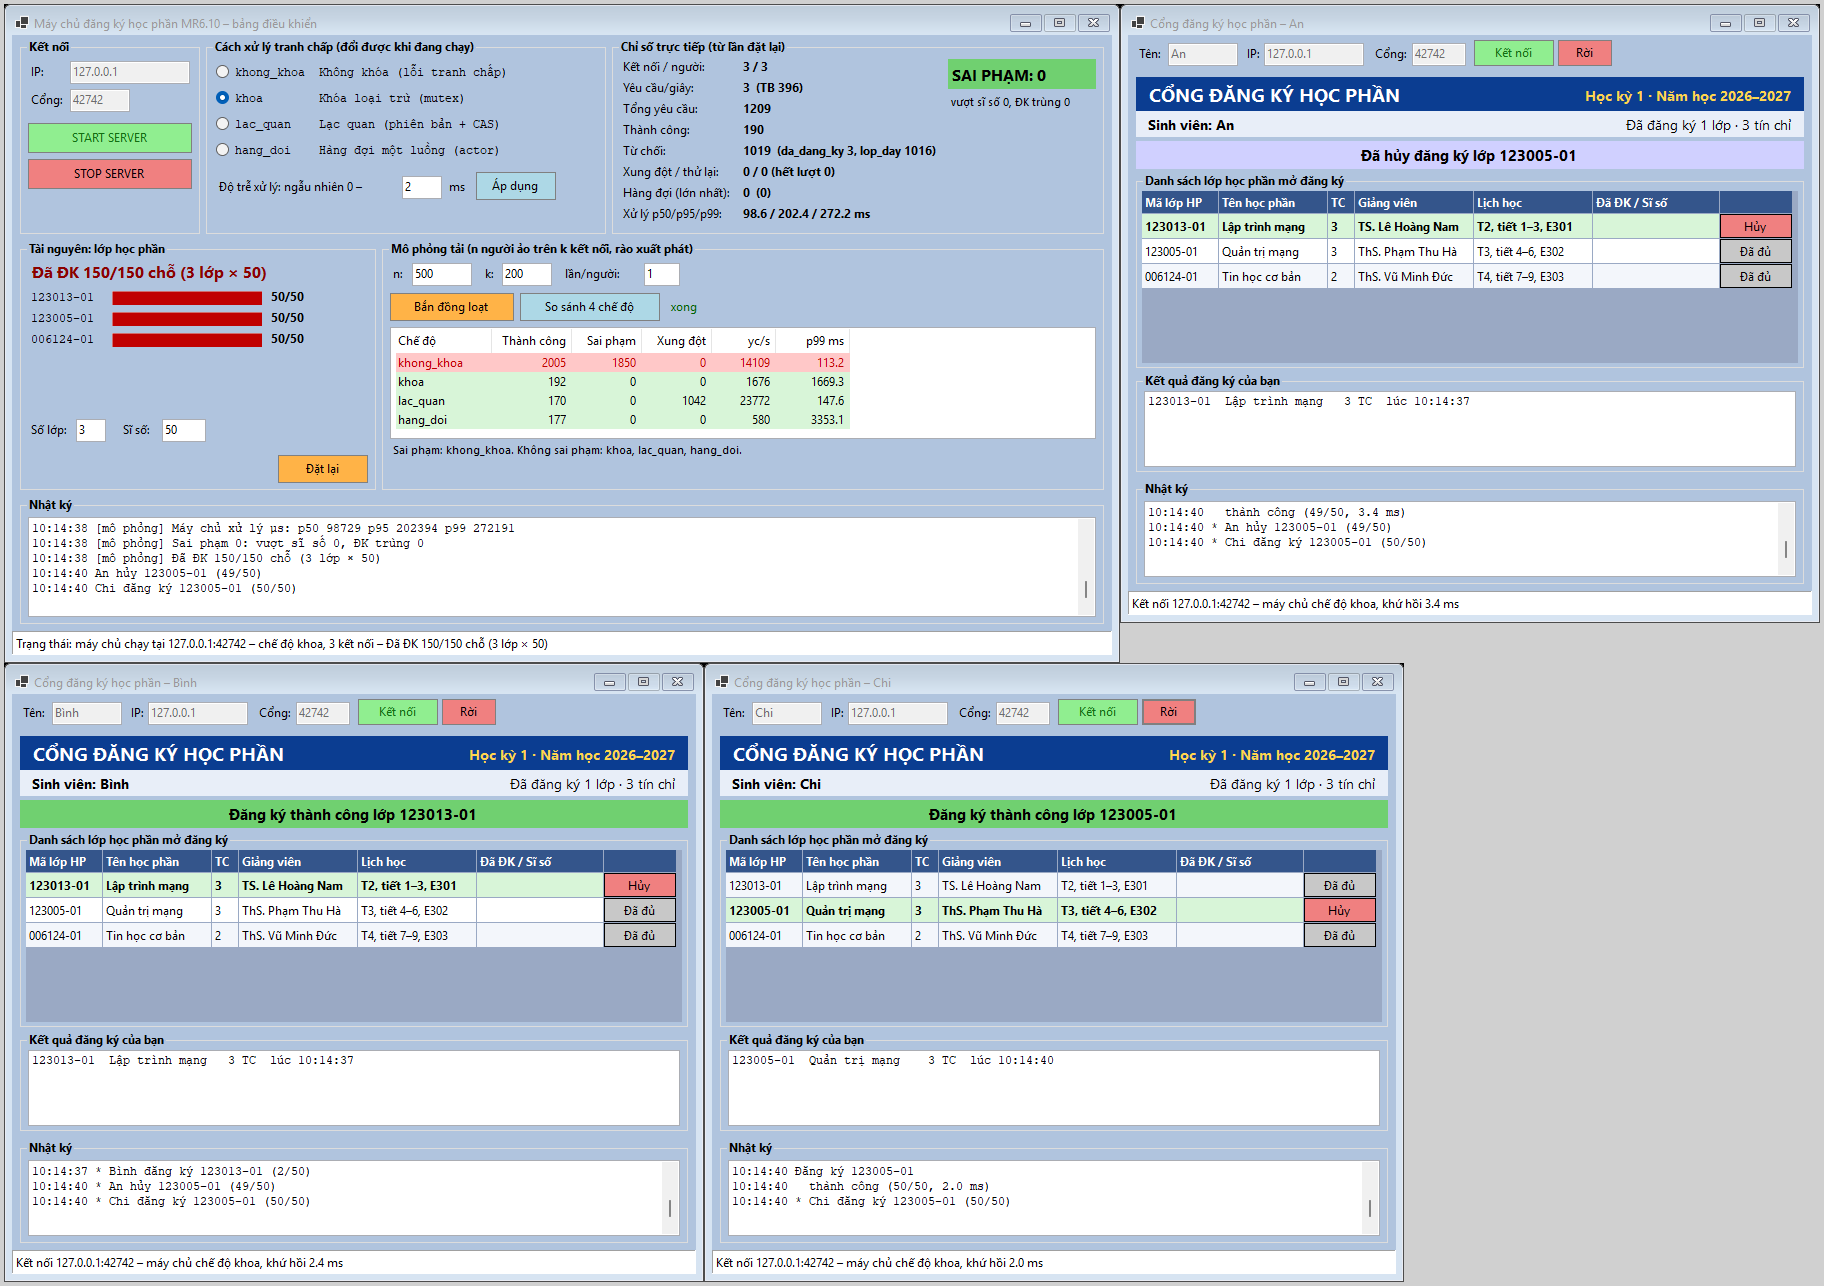 Máy chủ đăng ký học phần MR6.10 – bảng điều khiển
Kết nối
IP: 127.0.0.1
Cổng: 42742
START SERVER
STOP SERVER
Cách xử lý tranh chấp (đổi được khi đang chạy)
khong_khoa Không khóa (lỗi tranh chấp)
khoa Khóa loại trừ (mutex)
lac_quan Lạc quan (phiên bản + CAS)
hang_doi Hàng đợi một luồng (actor)
Độ trễ xử lý: ngẫu nhiên 0 – 2 ms Áp dụng
Chỉ số trực tiếp (từ lần đặt lại)
Kết nối / người: 3 / 3
Yêu cầu/giây: 3 (TB 396)
Tổng yêu cầu: 1209
Thành công: 190
Từ chối: 1019 (da_dang_ky 3, lop_day 1016)
Xung đột / thử lại: 0 / 0 (hết lượt 0)
Hàng đợi (lớn nhất): 0 (0)
Xử lý p50/p95/p99: 98.6 / 202.4 / 272.2 ms
SAI PHẠM: 0
vượt sĩ số 0, ĐK trùng 0
Tài nguyên: lớp học phần
Đã ĐK 150/150 chỗ (3 lớp × 50)
123013-01 50/50
123005-01 50/50
006124-01 50/50
Số lớp: 3 Sĩ số: 50
Đặt lại
Mô phỏng tải (n người ảo trên k kết nối, rào xuất phát)
n: 500 k: 200 lần/người: 1
Bắn đồng loạt So sánh 4 chế độ xong
Chế độ Thành công Sai phạm Xung đột yc/s p99 ms
khong_khoa 2005 1850 0 14109 113.2
khoa 192 0 0 1676 1669.3
lac_quan 170 0 1042 23772 147.6
hang_doi 177 0 0 580 3353.1
Sai phạm: khong_khoa. Không sai phạm: khoa, lac_quan, hang_doi.
Nhật ký
10:14:38 [mô phỏng] Máy chủ xử lý µs: p50 98729 p95 202394 p99 272191
10:14:38 [mô phỏng] Sai phạm 0: vượt sĩ số 0, ĐK trùng 0
10:14:38 [mô phỏng] Đã ĐK 150/150 chỗ (3 lớp × 50)
10:14:40 An hủy 123005-01 (49/50)
10:14:40 Chi đăng ký 123005-01 (50/50)
Trạng thái: máy chủ chạy tại 127.0.0.1:42742 – chế độ khoa, 3 kết nối – Đã ĐK 150/150 chỗ (3 lớp × 50)
Cổng đăng ký học phần – An
Tên: An IP: 127.0.0.1 Cổng: 42742 Kết nối Rời
CỔNG ĐĂNG KÝ HỌC PHẦN Học kỳ 1 · Năm học 2026–2027
Sinh viên: An Đã đăng ký 1 lớp · 3 tín chỉ
Đã hủy đăng ký lớp 123005-01
Danh sách lớp học phần mở đăng ký
Mã lớp HP Tên học phần TC Giảng viên Lịch học Đã ĐK / Sĩ số
123013-01 Lập trình mạng 3 TS. Lê Hoàng Nam T2, tiết 1–3, E301 Hủy
123005-01 Quản trị mạng 3 ThS. Phạm Thu Hà T3, tiết 4–6, E302 Đã đủ
006124-01 Tin học cơ bản 2 ThS. Vũ Minh Đức T4, tiết 7–9, E303 Đã đủ
Kết quả đăng ký của bạn
123013-01 Lập trình mạng 3 TC lúc 10:14:37
Nhật ký
10:14:40 thành công (49/50, 3.4 ms)
10:14:40 * An hủy 123005-01 (49/50)
10:14:40 * Chi đăng ký 123005-01 (50/50)
Kết nối 127.0.0.1:42742 – máy chủ chế độ khoa, khứ hồi 3.4 ms
Cổng đăng ký học phần – Bình
Tên: Bình IP: 127.0.0.1 Cổng: 42742 Kết nối Rời
CỔNG ĐĂNG KÝ HỌC PHẦN Học kỳ 1 · Năm học 2026–2027
Sinh viên: Bình Đã đăng ký 1 lớp · 3 tín chỉ
Đăng ký thành công lớp 123013-01
Danh sách lớp học phần mở đăng ký
Mã lớp HP Tên học phần TC Giảng viên Lịch học Đã ĐK / Sĩ số
123013-01 Lập trình mạng 3 TS. Lê Hoàng Nam T2, tiết 1–3, E301 Hủy
123005-01 Quản trị mạng 3 ThS. Phạm Thu Hà T3, tiết 4–6, E302 Đã đủ
006124-01 Tin học cơ bản 2 ThS. Vũ Minh Đức T4, tiết 7–9, E303 Đã đủ
Kết quả đăng ký của bạn
123013-01 Lập trình mạng 3 TC lúc 10:14:37
Nhật ký
10:14:37 * Bình đăng ký 123013-01 (2/50)
10:14:40 * An hủy 123005-01 (49/50)
10:14:40 * Chi đăng ký 123005-01 (50/50)
Kết nối 127.0.0.1:42742 – máy chủ chế độ khoa, khứ hồi 2.4 ms
Cổng đăng ký học phần – Chi
Tên: Chi IP: 127.0.0.1 Cổng: 42742 Kết nối Rời
CỔNG ĐĂNG KÝ HỌC PHẦN Học kỳ 1 · Năm học 2026–2027
Sinh viên: Chi Đã đăng ký 1 lớp · 3 tín chỉ
Đăng ký thành công lớp 123005-01
Danh sách lớp học phần mở đăng ký
Mã lớp HP Tên học phần TC Giảng viên Lịch học Đã ĐK / Sĩ số
123013-01 Lập trình mạng 3 TS. Lê Hoàng Nam T2, tiết 1–3, E301 Đã đủ
123005-01 Quản trị mạng 3 ThS. Phạm Thu Hà T3, tiết 4–6, E302 Hủy
006124-01 Tin học cơ bản 2 ThS. Vũ Minh Đức T4, tiết 7–9, E303 Đã đủ
Kết quả đăng ký của bạn
123005-01 Quản trị mạng 3 TC lúc 10:14:40
Nhật ký
10:14:40 Đăng ký 123005-01
10:14:40 thành công (50/50, 2.0 ms)
10:14:40 * Chi đăng ký 123005-01 (50/50)
Kết nối 127.0.0.1:42742 – máy chủ chế độ khoa, khứ hồi 2.0 ms